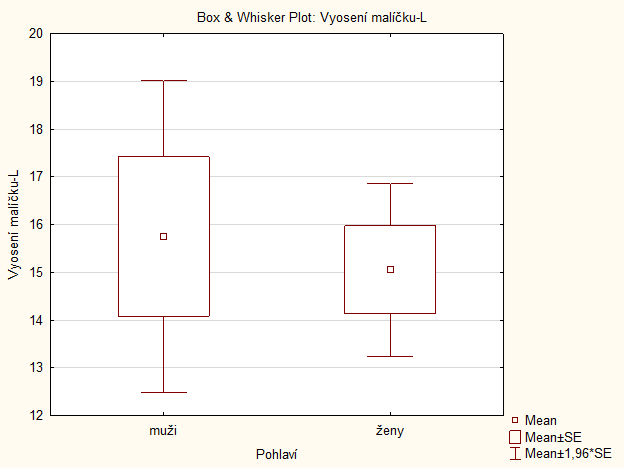 Box & Whisker Plot: Vyosení malíčku-L
20
19
18
17
16
15
14
13
12
Vyosení malíčku-L
muži
ženy
Pohlaví
Mean
Mean±SE
Mean±1,96*SE